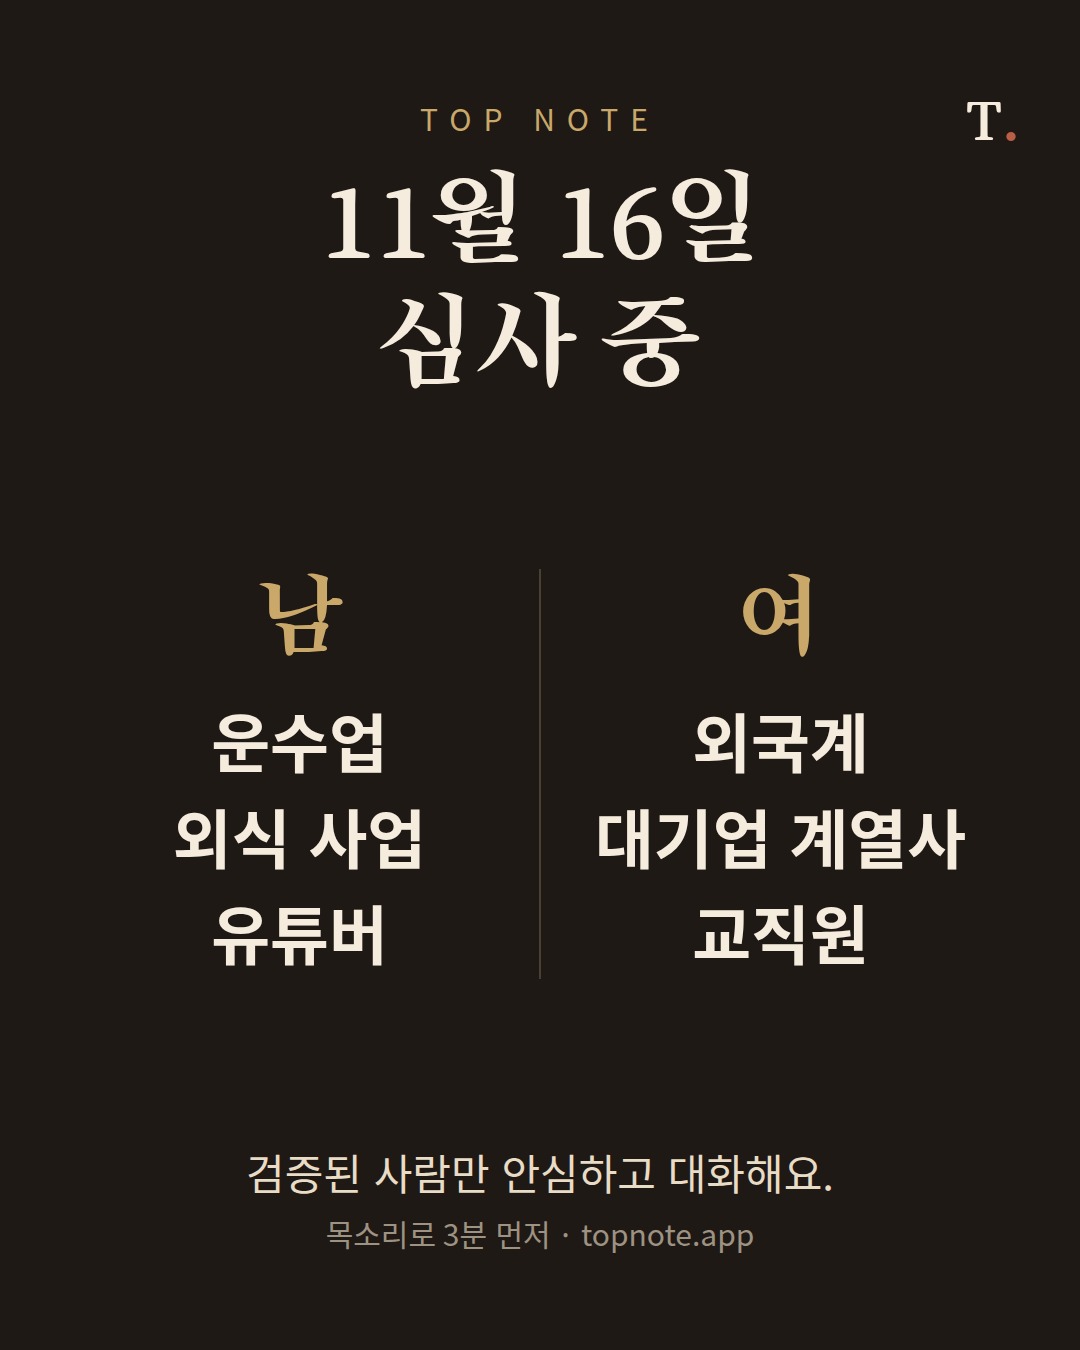 TOP NOTE
T.
11월 16일
심사 중
남
운수업
외식 사업
유튜버
여
외국계
대기업 계열사
교직원
검증된 사람만 안심하고 대화해요.
목소리로 3분 먼저 · topnote.app